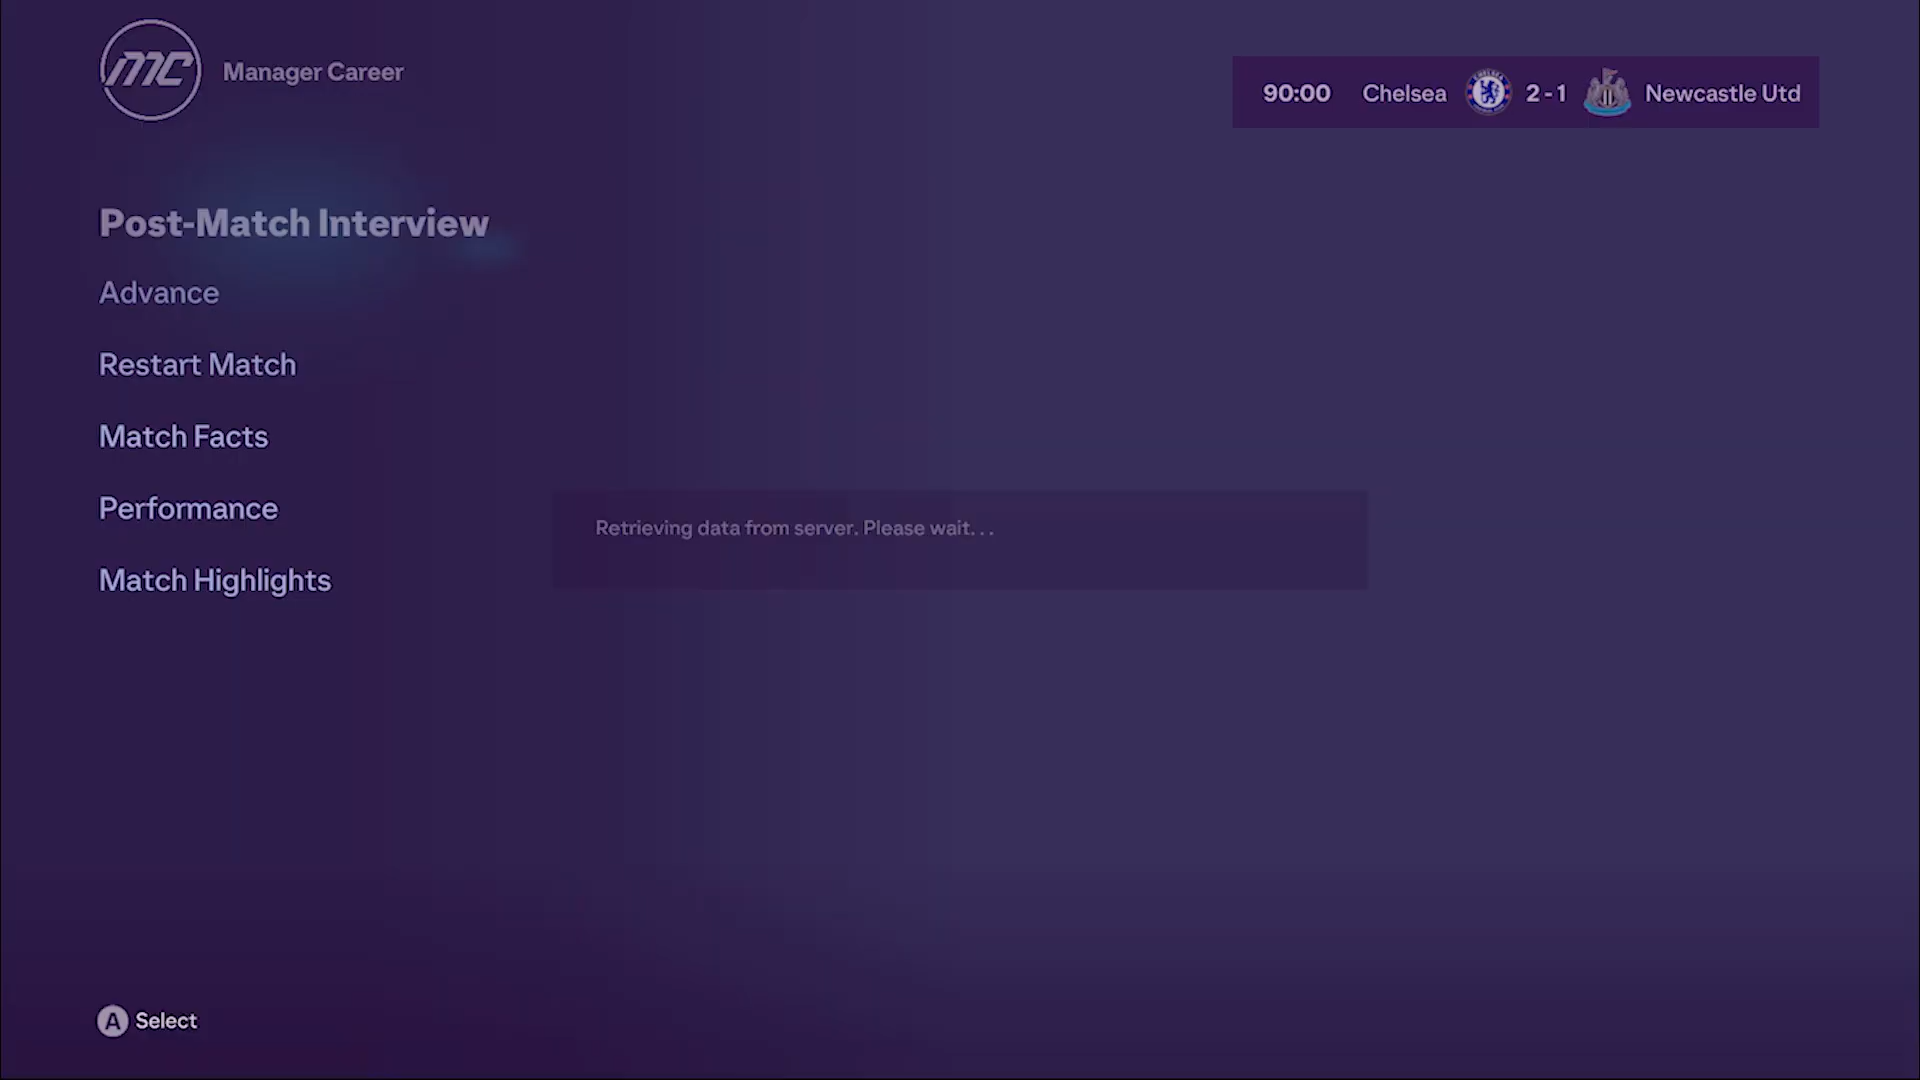 MC
Manager Career
90:00 Chelsea 2 - 1 Newcastle Utd
Post-Match Interview
Advance
Restart Match
Match Facts
Performance
Match Highlights
Retrieving data from server. Please wait. . .
A Select